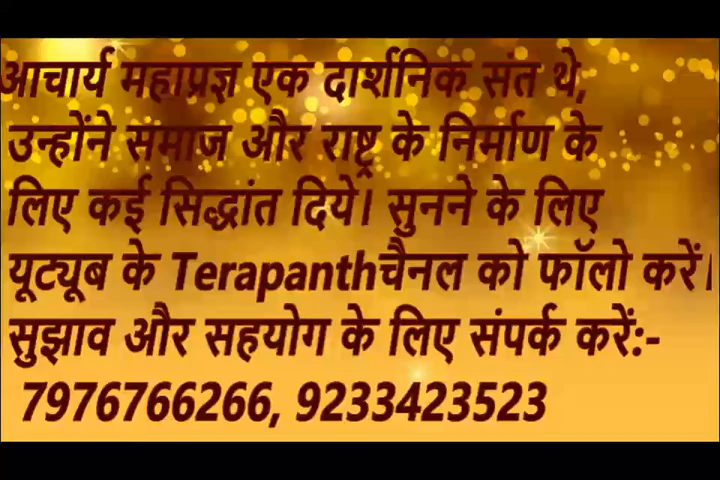 आचार्य महाप्रज्ञ एक दार्शनिक संत थे,
उन्होंने समाज और राष्ट्र के निर्माण के
लिए कई सिद्धांत दिये। सुनने के लिए
यूट्यूब के Terapanthचैनल को फॉलो करें।
सुझाव और सहयोग के लिए संपर्क करें:-
7976766266, 9233423523